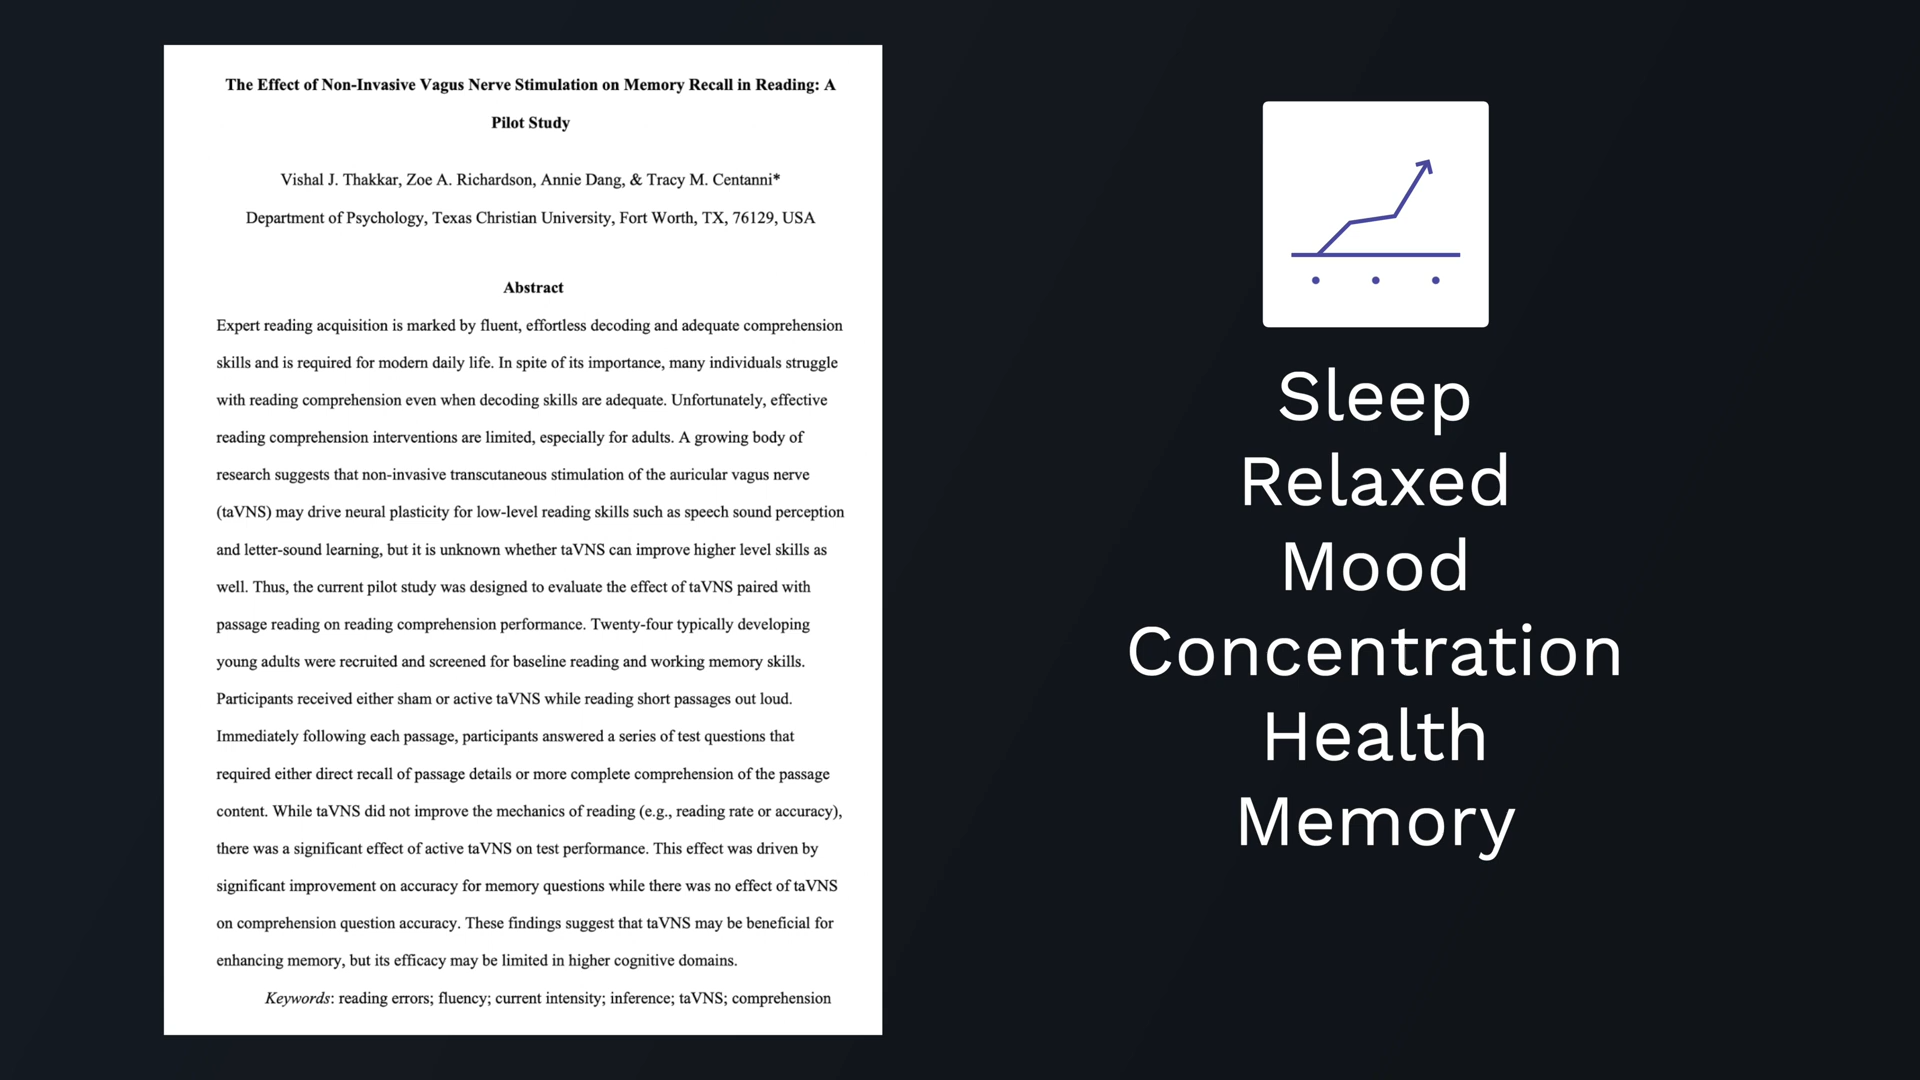 The Effect of Non-Invasive Vagus Nerve Stimulation on Memory Recall in Reading: A
Pilot Study
Vishal J. Thakkar, Zoe A. Richardson, Annie Dang, & Tracy M. Centanni*
Department of Psychology, Texas Christian University, Fort Worth, TX, 76129, USA
Abstract
Expert reading acquisition is marked by fluent, effortless decoding and adequate comprehension
skills and is required for modern daily life. In spite of its importance, many individuals struggle
with reading comprehension even when decoding skills are adequate. Unfortunately, effective
reading comprehension interventions are limited, especially for adults. A growing body of
research suggests that non-invasive transcutaneous stimulation of the auricular vagus nerve
(taVNS) may drive neural plasticity for low-level reading skills such as speech sound perception
and letter-sound learning, but it is unknown whether taVNS can improve higher level skills as
well. Thus, the current pilot study was designed to evaluate the effect of taVNS paired with
passage reading on reading comprehension performance. Twenty-four typically developing
young adults were recruited and screened for baseline reading and working memory skills.
Participants received either sham or active taVNS while reading short passages out loud.
Immediately following each passage, participants answered a series of test questions that
required either direct recall of passage details or more complete comprehension of the passage
content. While taVNS did not improve the mechanics of reading (e.g., reading rate or accuracy),
there was a significant effect of active taVNS on test performance. This effect was driven by
significant improvement on accuracy for memory questions while there was no effect of taVNS
on comprehension question accuracy. These findings suggest that taVNS may be beneficial for
enhancing memory, but its efficacy may be limited in higher cognitive domains.
Keywords: reading errors; fluency; current intensity; inference; taVNS; comprehension
Sleep
Relaxed
Mood
Concentration
Health
Memory